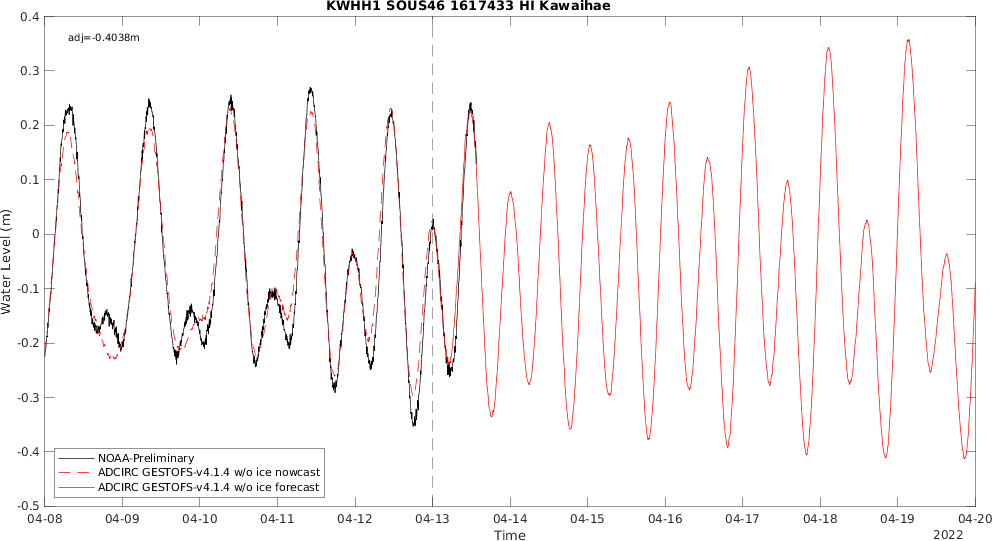 KWHH1 SOUS46 1617433 HI Kawaihae
adj=-0.4038m
0.4
0.3
0.2
0.1
0
-0.1
-0.2
-0.3
-0.4
-0.5
Water Level (m)
NOAA-Preliminary
ADCIRC GESTOFS-v4.1.4 w/o ice nowcast
ADCIRC GESTOFS-v4.1.4 w/o ice forecast
04-08 04-09 04-10 04-11 04-12 04-13 04-14 04-15 04-16 04-17 04-18 04-19 04-20
Time
2022